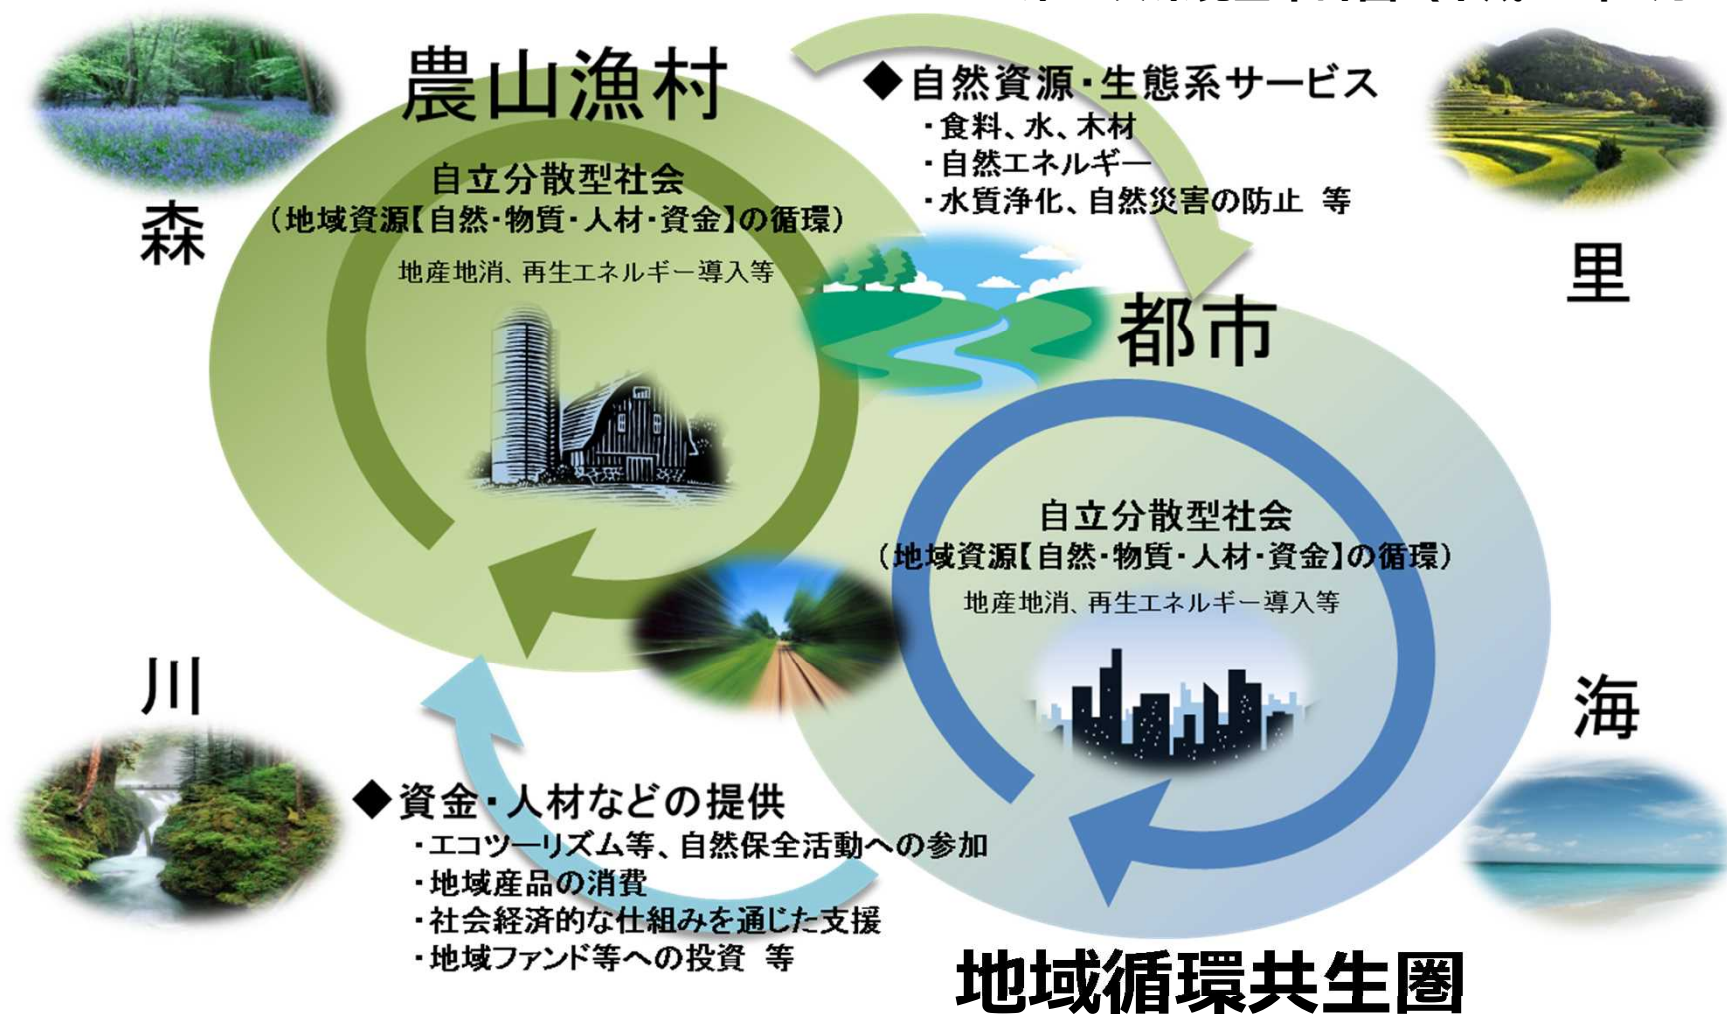 農山漁村
自立分散型社会
(地域資源【自然・物質・人材・資金】の循環)
地産地消、再生エネルギー導入等
◆自然資源・生態系サービス
・食料、水、木材
・自然エネルギー
・水質浄化、自然災害の防止 等
森
里
都市
自立分散型社会
(地域資源【自然・物質・人材・資金】の循環)
地産地消、再生エネルギー導入等
川
海
◆資金・人材などの提供
・エコツーリズム等、自然保全活動への参加
・地域産品の消費
・社会経済的な仕組みを通じた支援
・地域ファンド等への投資 等
地域循環共生圏